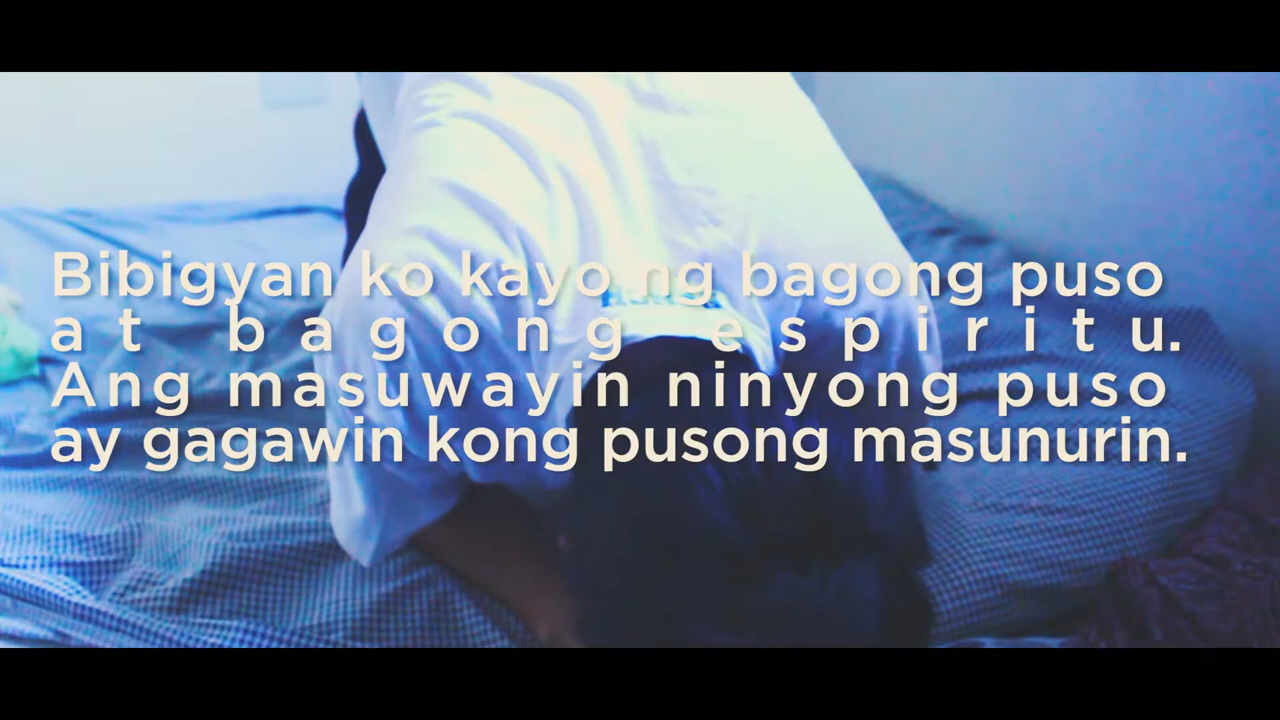 Bibigyan ko kayo ng bagong puso
at bagong espiritu.
Ang masuwayin ninyong puso
ay gagawin kong pusong masunurin.